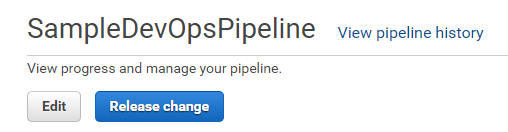 SampleDevOpsPipeline View pipeline history
View progress and manage your pipeline.
Edit Release change